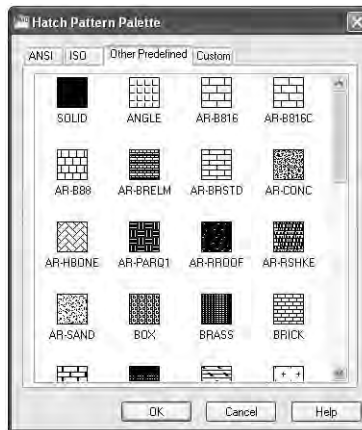 Hatch Pattern Palette
ANSI ISO Other Predefined Custom
SOLID ANGLE AR-B816 AR-B816C
AR-B88 AR-BRELM AR-BRSTD AR-CONC
AR-HBONE AR-PARQ1 AR-RROOF AR-RSHKE
AR-SAND BOX BRASS BRICK
OK Cancel Help